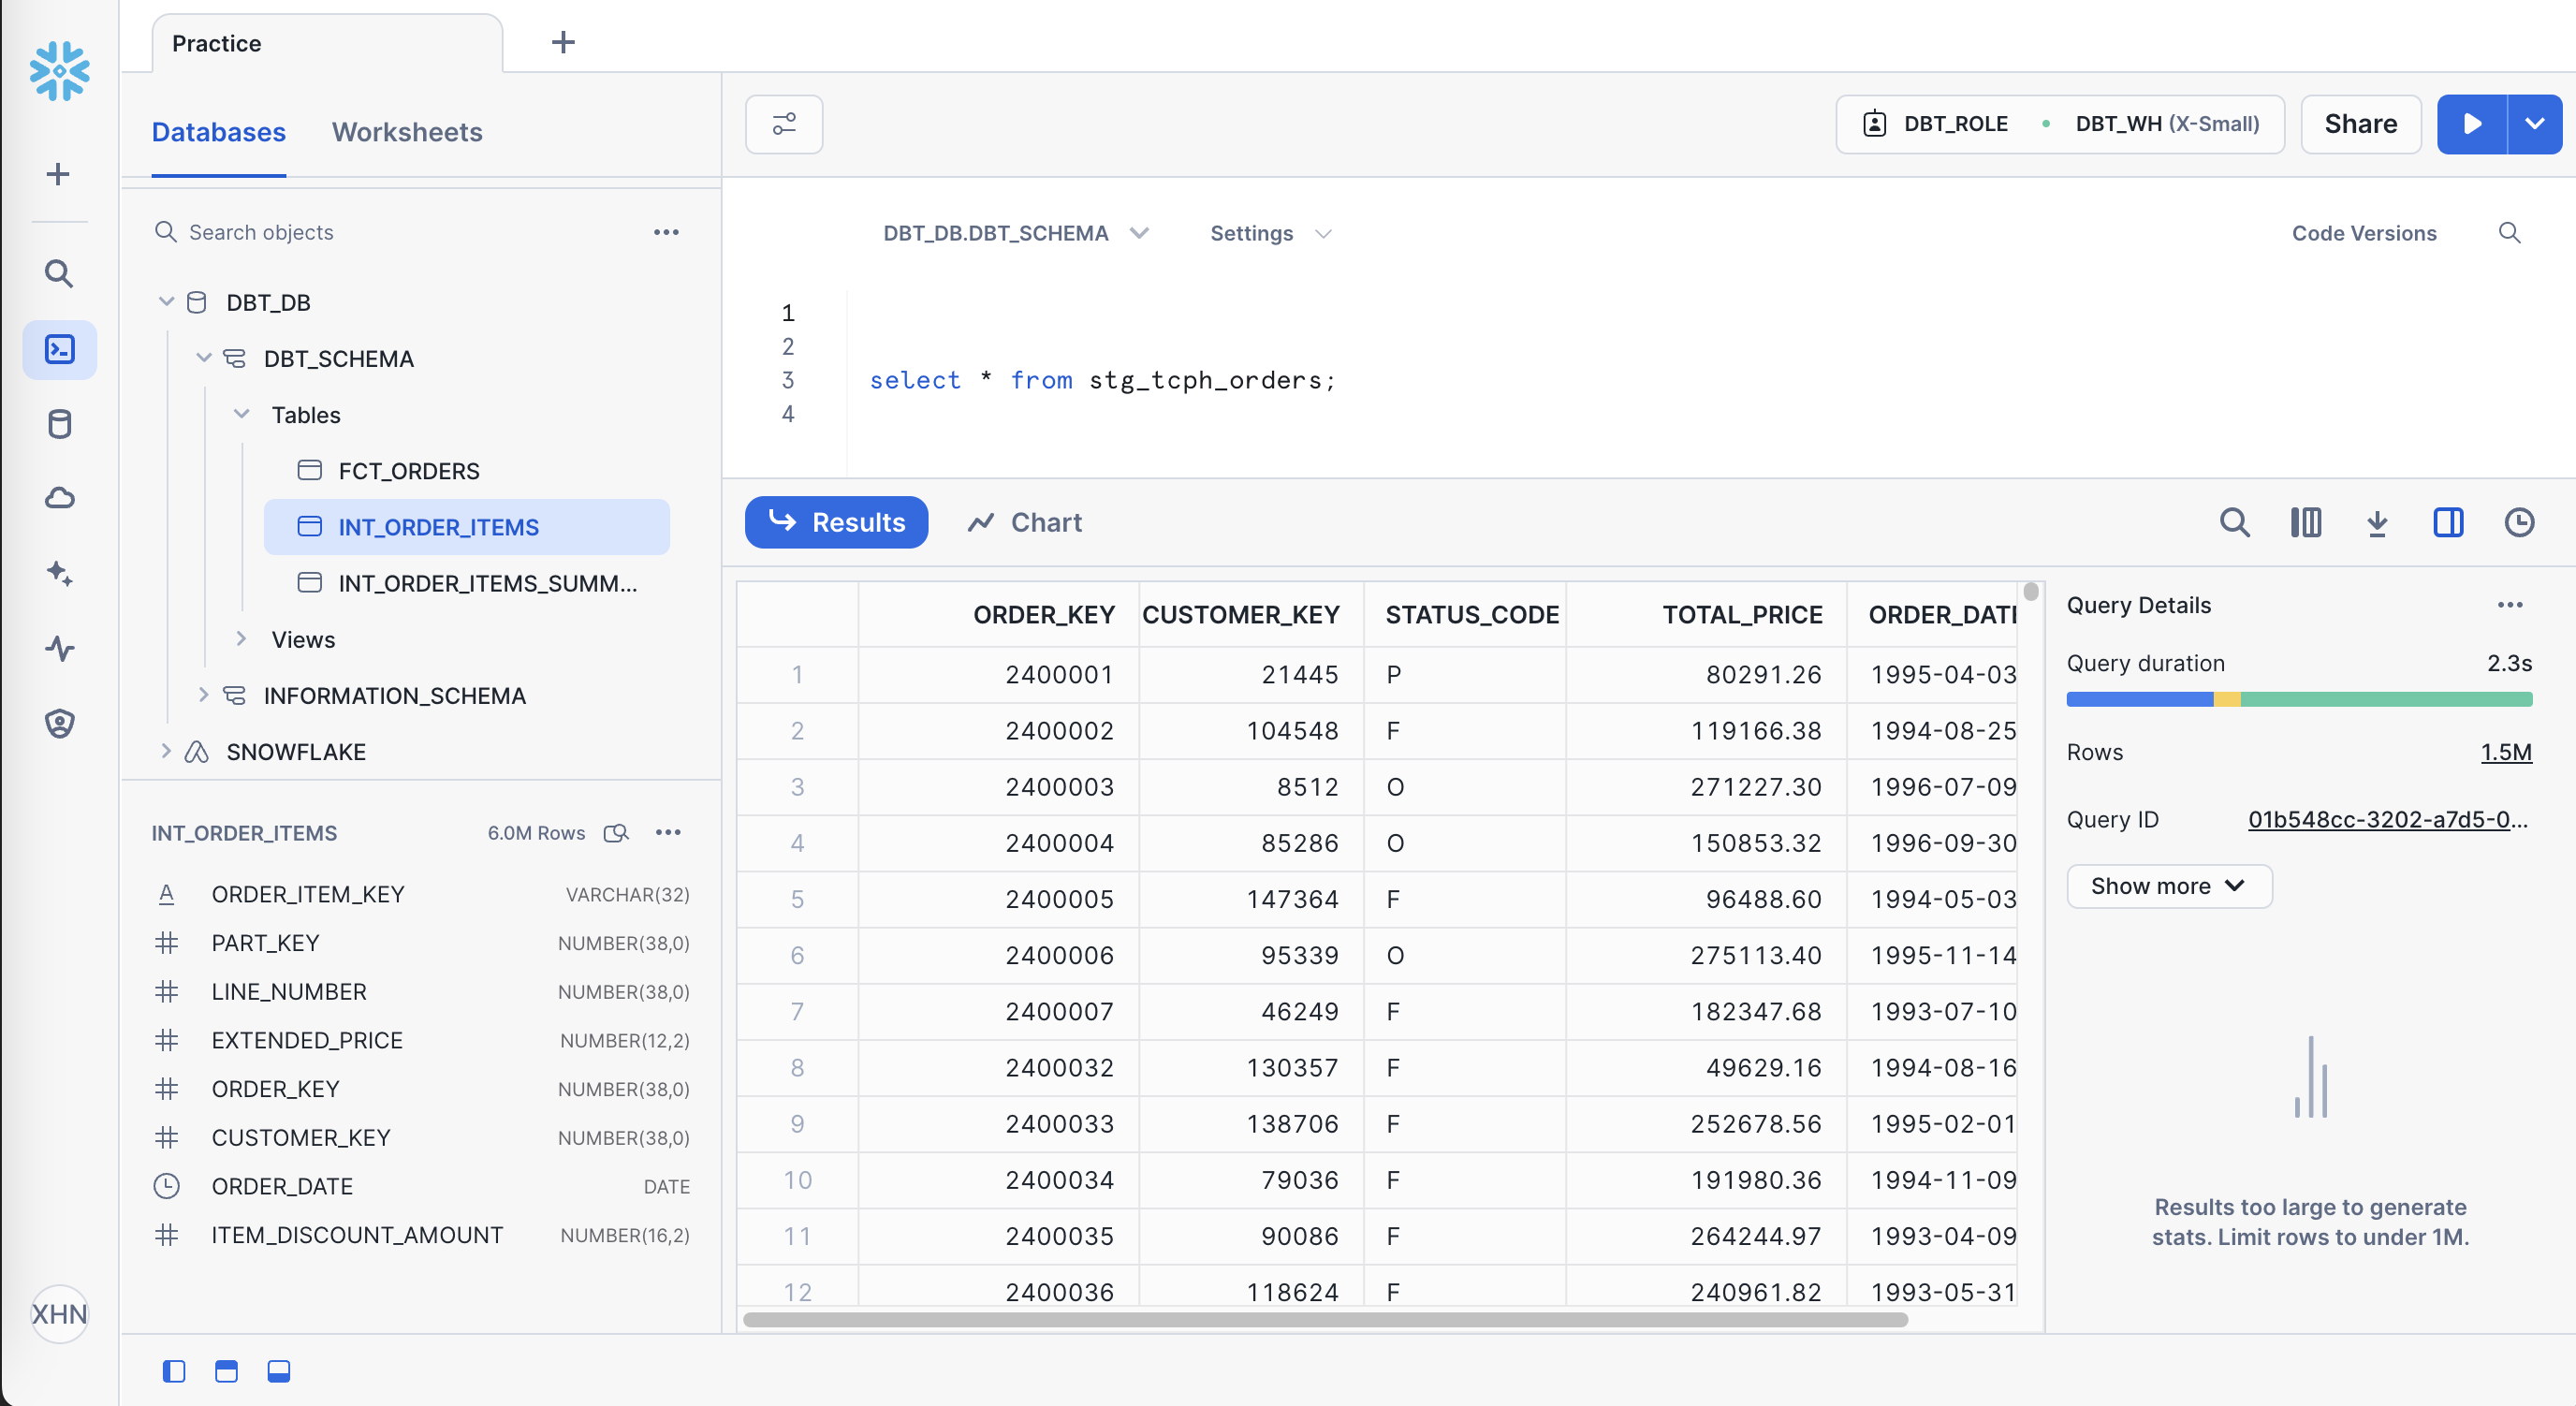 Practice
Databases Worksheets
DBT_ROLE DBT_WH (X-Small) Share
Search objects
DBT_DB
DBT_SCHEMA
Tables
FCT_ORDERS
INT_ORDER_ITEMS
INT_ORDER_ITEMS_SUMM...
Views
INFORMATION_SCHEMA
SNOWFLAKE
INT_ORDER_ITEMS 6.0M Rows
ORDER_ITEM_KEY VARCHAR(32)
PART_KEY NUMBER(38,0)
LINE_NUMBER NUMBER(38,0)
EXTENDED_PRICE NUMBER(12,2)
ORDER_KEY NUMBER(38,0)
CUSTOMER_KEY NUMBER(38,0)
ORDER_DATE DATE
ITEM_DISCOUNT_AMOUNT NUMBER(16,2)
XHN
DBT_DB.DBT_SCHEMA Settings Code Versions
1
2
3 select * from stg_tcph_orders;
4
Results Chart
ORDER_KEY CUSTOMER_KEY STATUS_CODE TOTAL_PRICE ORDER_DATE
1 2400001 21445 P 80291.26 1995-04-03
2 2400002 104548 F 119166.38 1994-08-25
3 2400003 8512 O 271227.30 1996-07-09
4 2400004 85286 O 150853.32 1996-09-30
5 2400005 147364 F 96488.60 1994-05-03
6 2400006 95339 O 275113.40 1995-11-14
7 2400007 46249 F 182347.68 1993-07-10
8 2400032 130357 F 49629.16 1994-08-16
9 2400033 138706 F 252678.56 1995-02-01
10 2400034 79036 F 191980.36 1994-11-09
11 2400035 90086 F 264244.97 1993-04-09
12 2400036 118624 F 240961.82 1993-05-31
Query Details
Query duration 2.3s
Rows 1.5M
Query ID 01b548cc-3202-a7d5-0...
Show more
Results too large to generate
stats. Limit rows to under 1M.